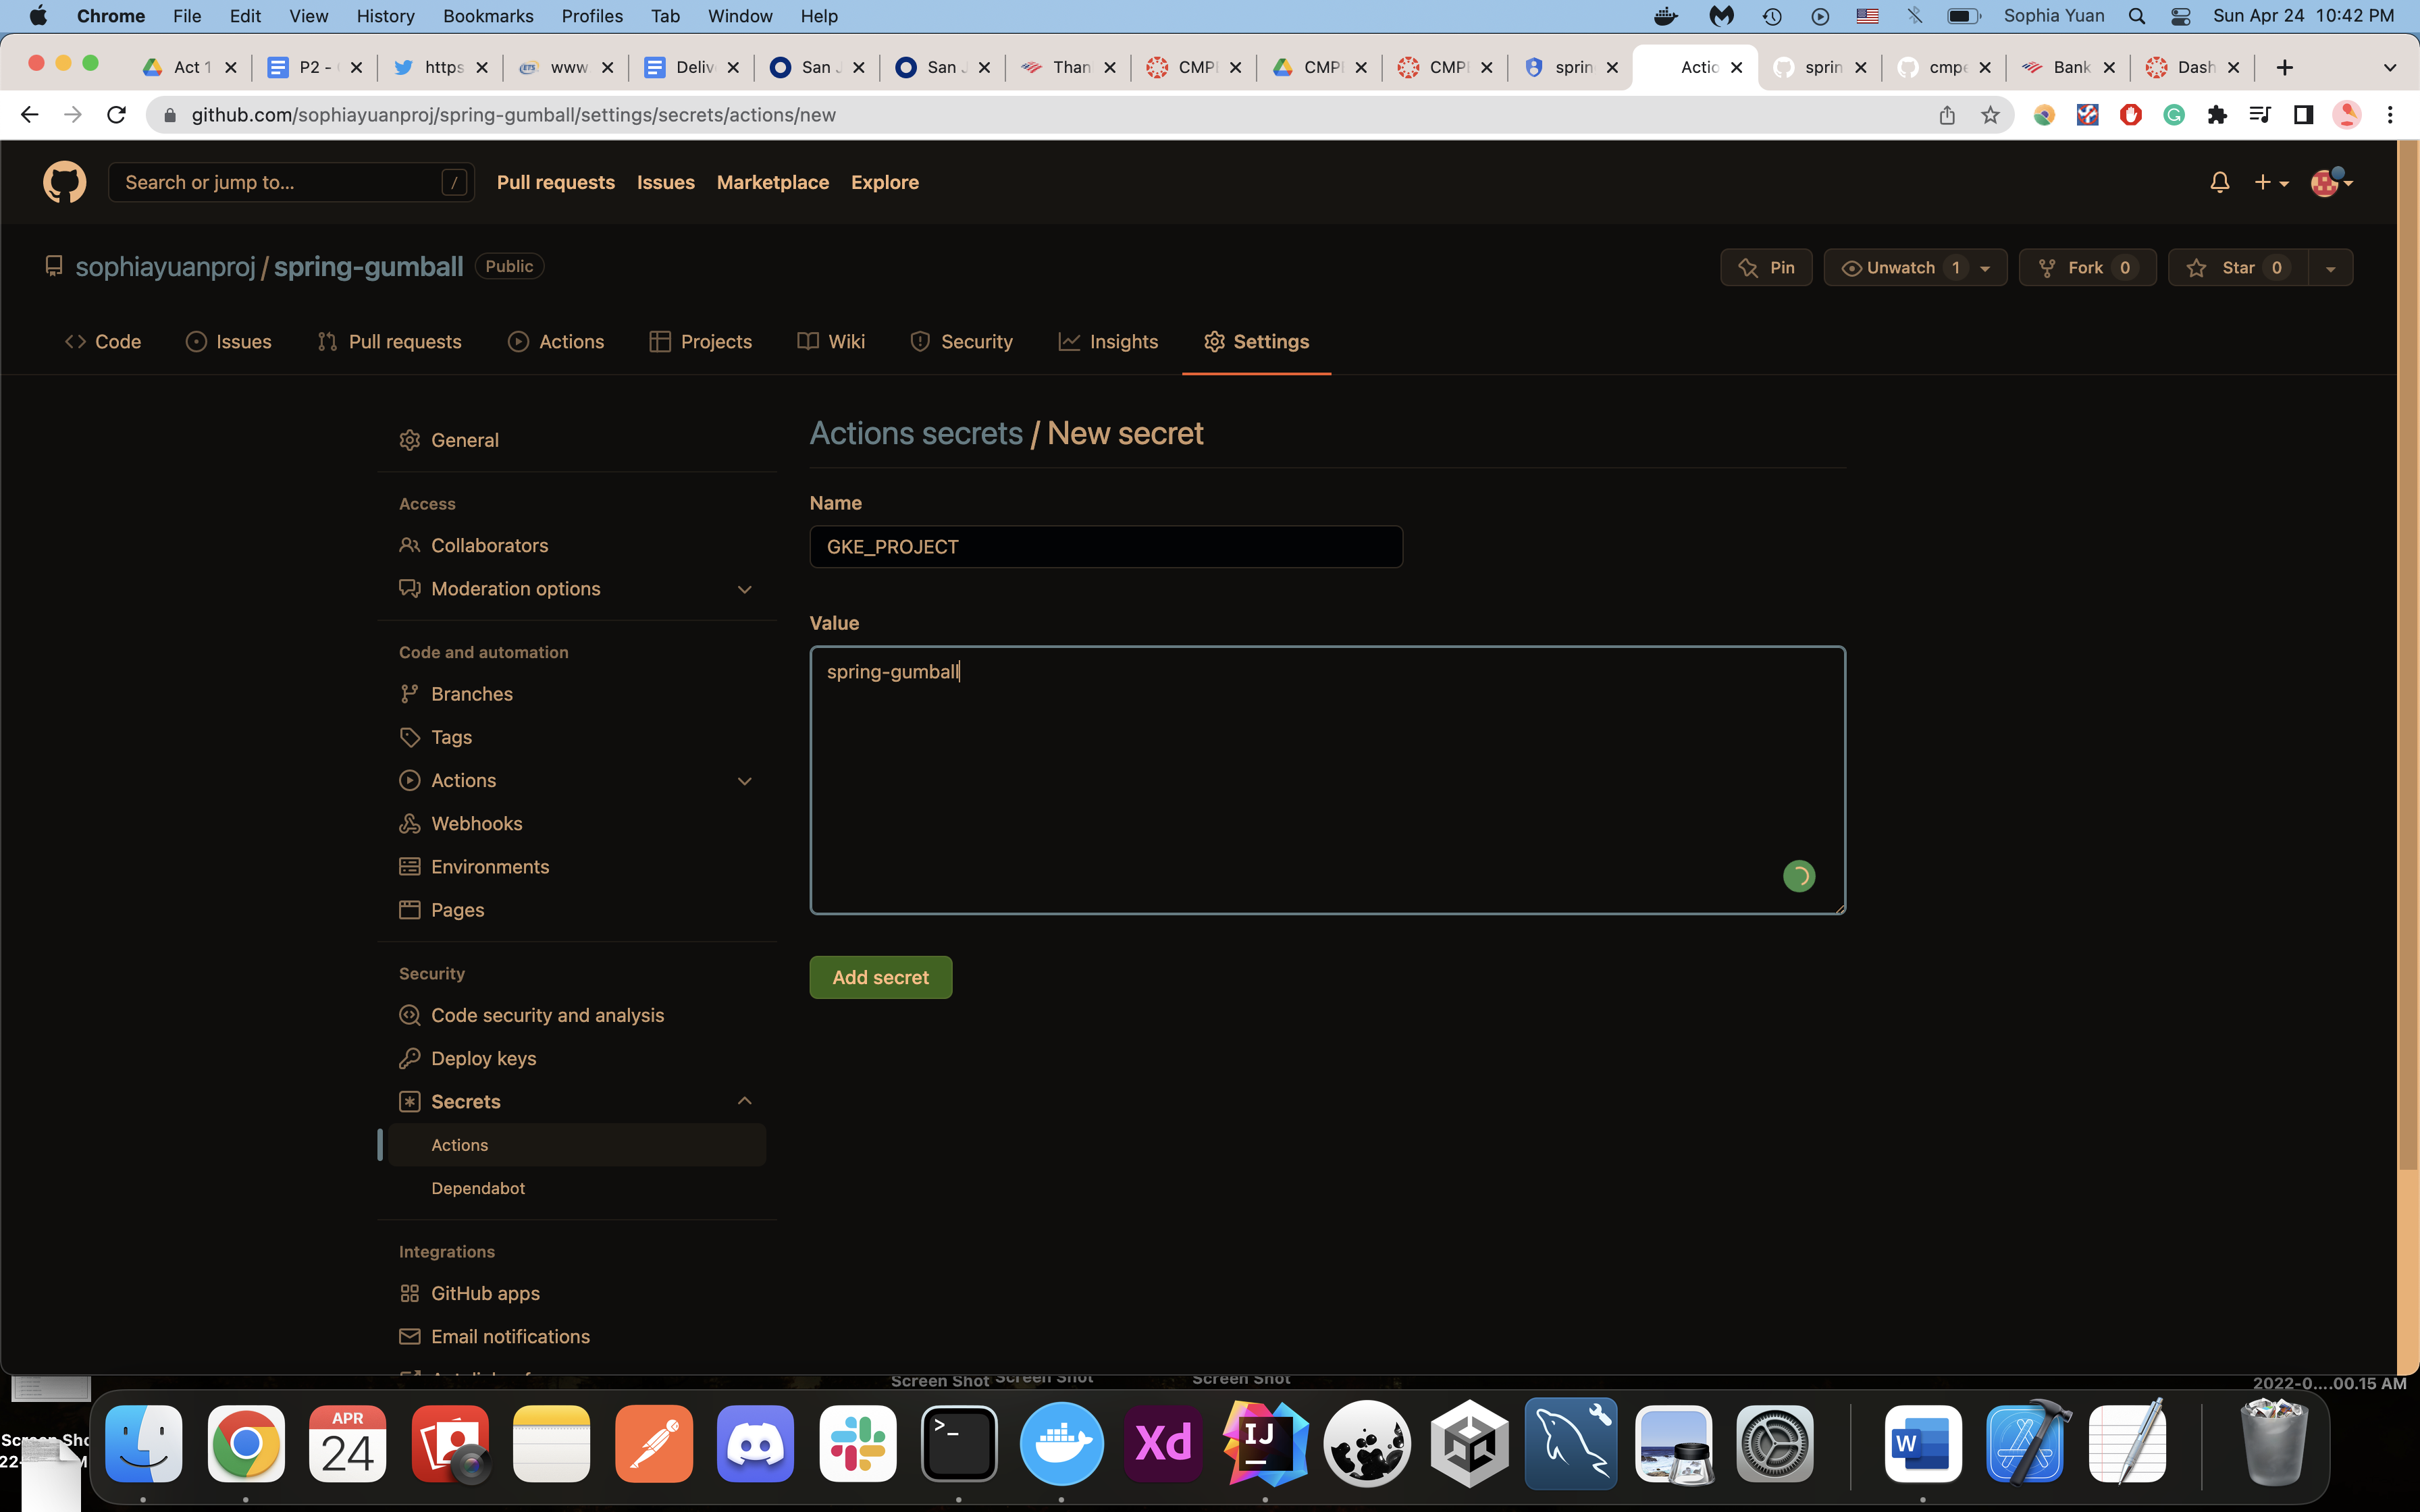 Chrome File Edit View History Bookmarks Profiles Tab Window Help Sophia Yuan Sun Apr 24 10:42 PM
Act 1 P2 - https www Deliv San J San J Than CMP CMP CMP sprin Actio sprin cmpe Bank Dash
github.com/sophiayuanproj/spring-gumball/settings/secrets/actions/new
Search or jump to... / Pull requests Issues Marketplace Explore
sophiayuanproj / spring-gumball Public Pin Unwatch 1 Fork 0 Star 0
Code Issues Pull requests Actions Projects Wiki Security Insights Settings
General
Access
Collaborators
Moderation options
Code and automation
Branches
Tags
Actions
Webhooks
Environments
Pages
Security
Code security and analysis
Deploy keys
Secrets
Actions
Dependabot
Integrations
GitHub apps
Email notifications
Actions secrets / New secret
Name
GKE_PROJECT
Value
spring-gumball
Add secret
Screen Shot Screen Shot Screen Shot
2022-0....00.15 AM
APR
24
Xd
IJ
W